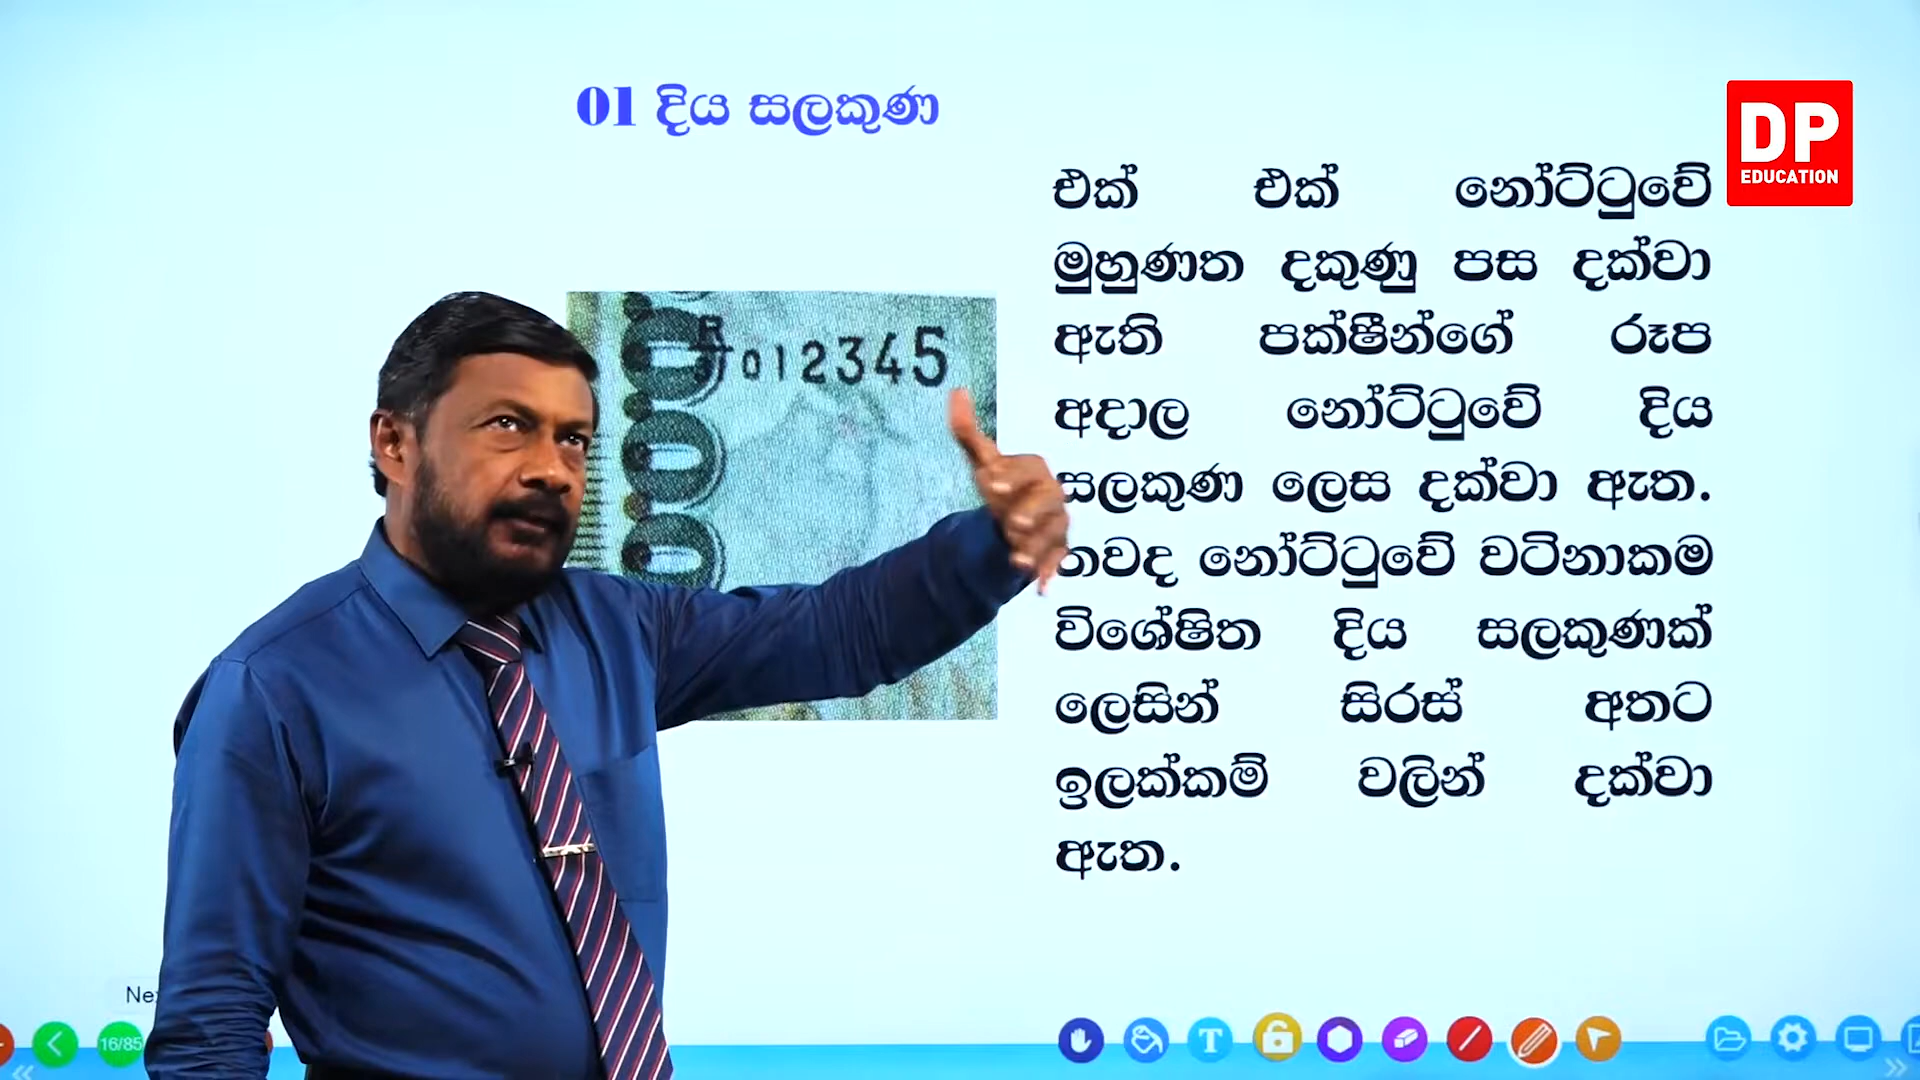 01 දිය සලකුණ
DP
EDUCATION
එක් එක් නෝට්ටුවේ
මුහුණත දකුණු පස දක්වා
ඇති පක්ෂීන්ගේ රූප
අදාල නෝට්ටුවේ දිය
සලකුණ ලෙස දක්වා ඇත.
තවද නෝට්ටුවේ වටිනාකම
විශේෂිත දිය සලකුණක්
ලෙසින් සිරස් අතට
ඉලක්කම් වලින් දක්වා
ඇත.
012345
16/85
T